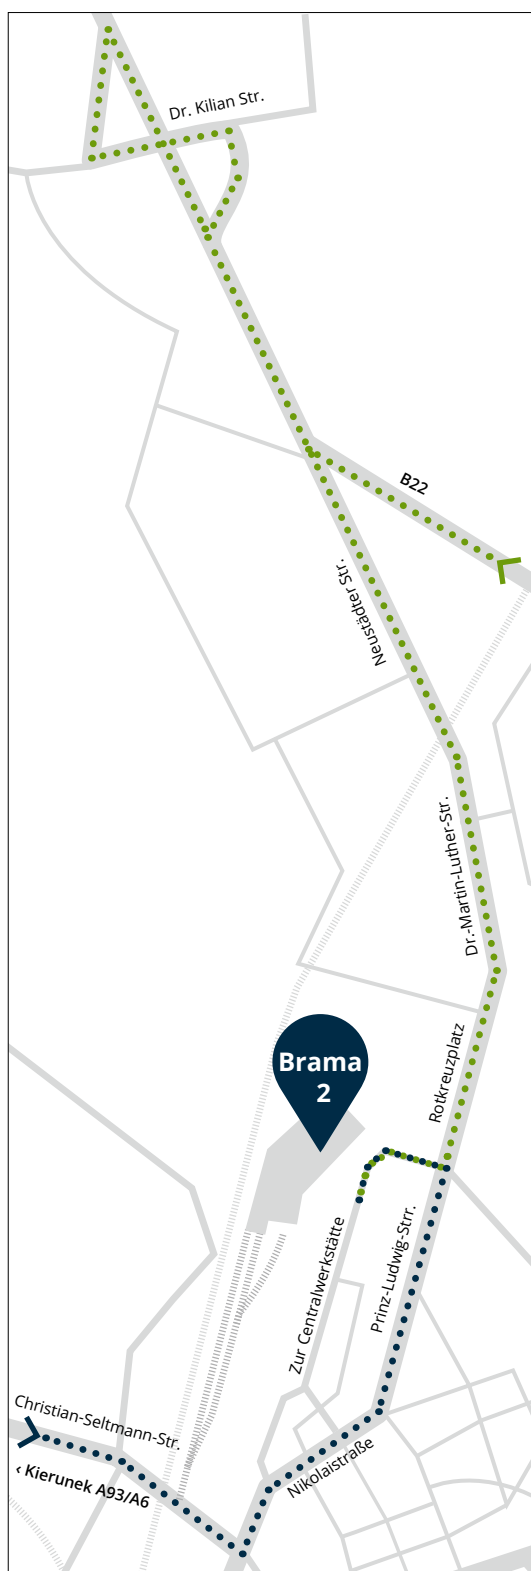 Dr. Kilian Str.
B22
Neustädter Str.
Dr.-Martin-Luther-Str.
Rotkreuzplatz
Brama
2
Prinz-Ludwig-Strr.
Zur Centralwerkstätte
Christian-Seltmann-Str.
‹ Kierunek A93/A6
Nikolaistraße